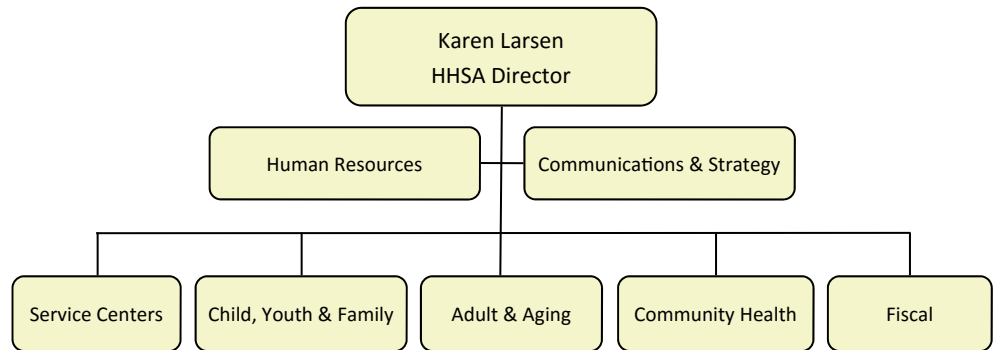 Karen Larsen
HHSA Director
Human Resources
Communications & Strategy
Service Centers
Child, Youth & Family
Adult & Aging
Community Health
Fiscal